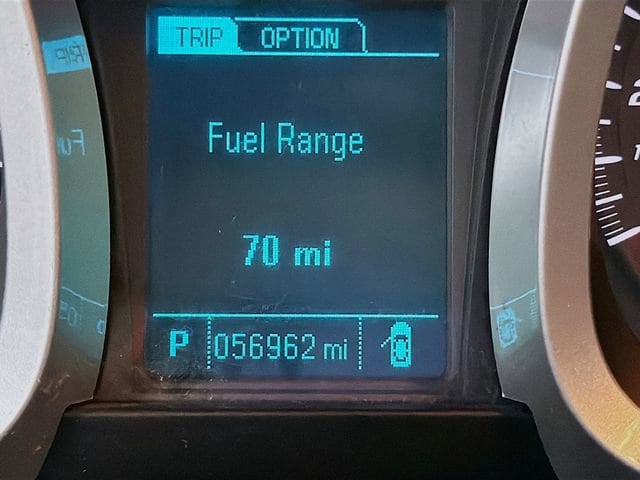 TRIP OPTION
Fuel Range
70 mi
P 056962 mi